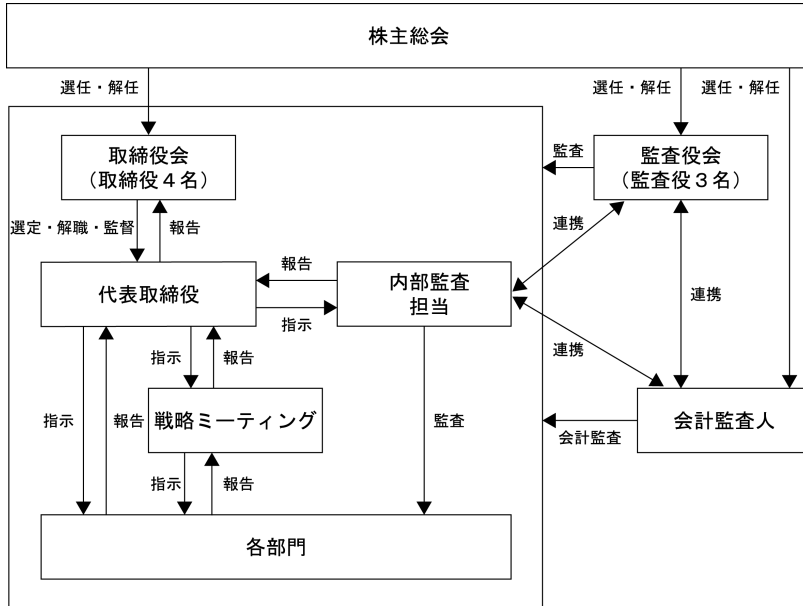 株主総会
選任・解任
選任・解任
選任・解任
取締役会
（取締役４名）
監査
監査役会
（監査役３名）
選定・解職・監督
報告
連携
報告
代表取締役
内部監査
担当
指示
連携
連携
指示
報告
指示
報告
戦略ミーティング
監査
会計監査
会計監査人
指示
報告
各部門